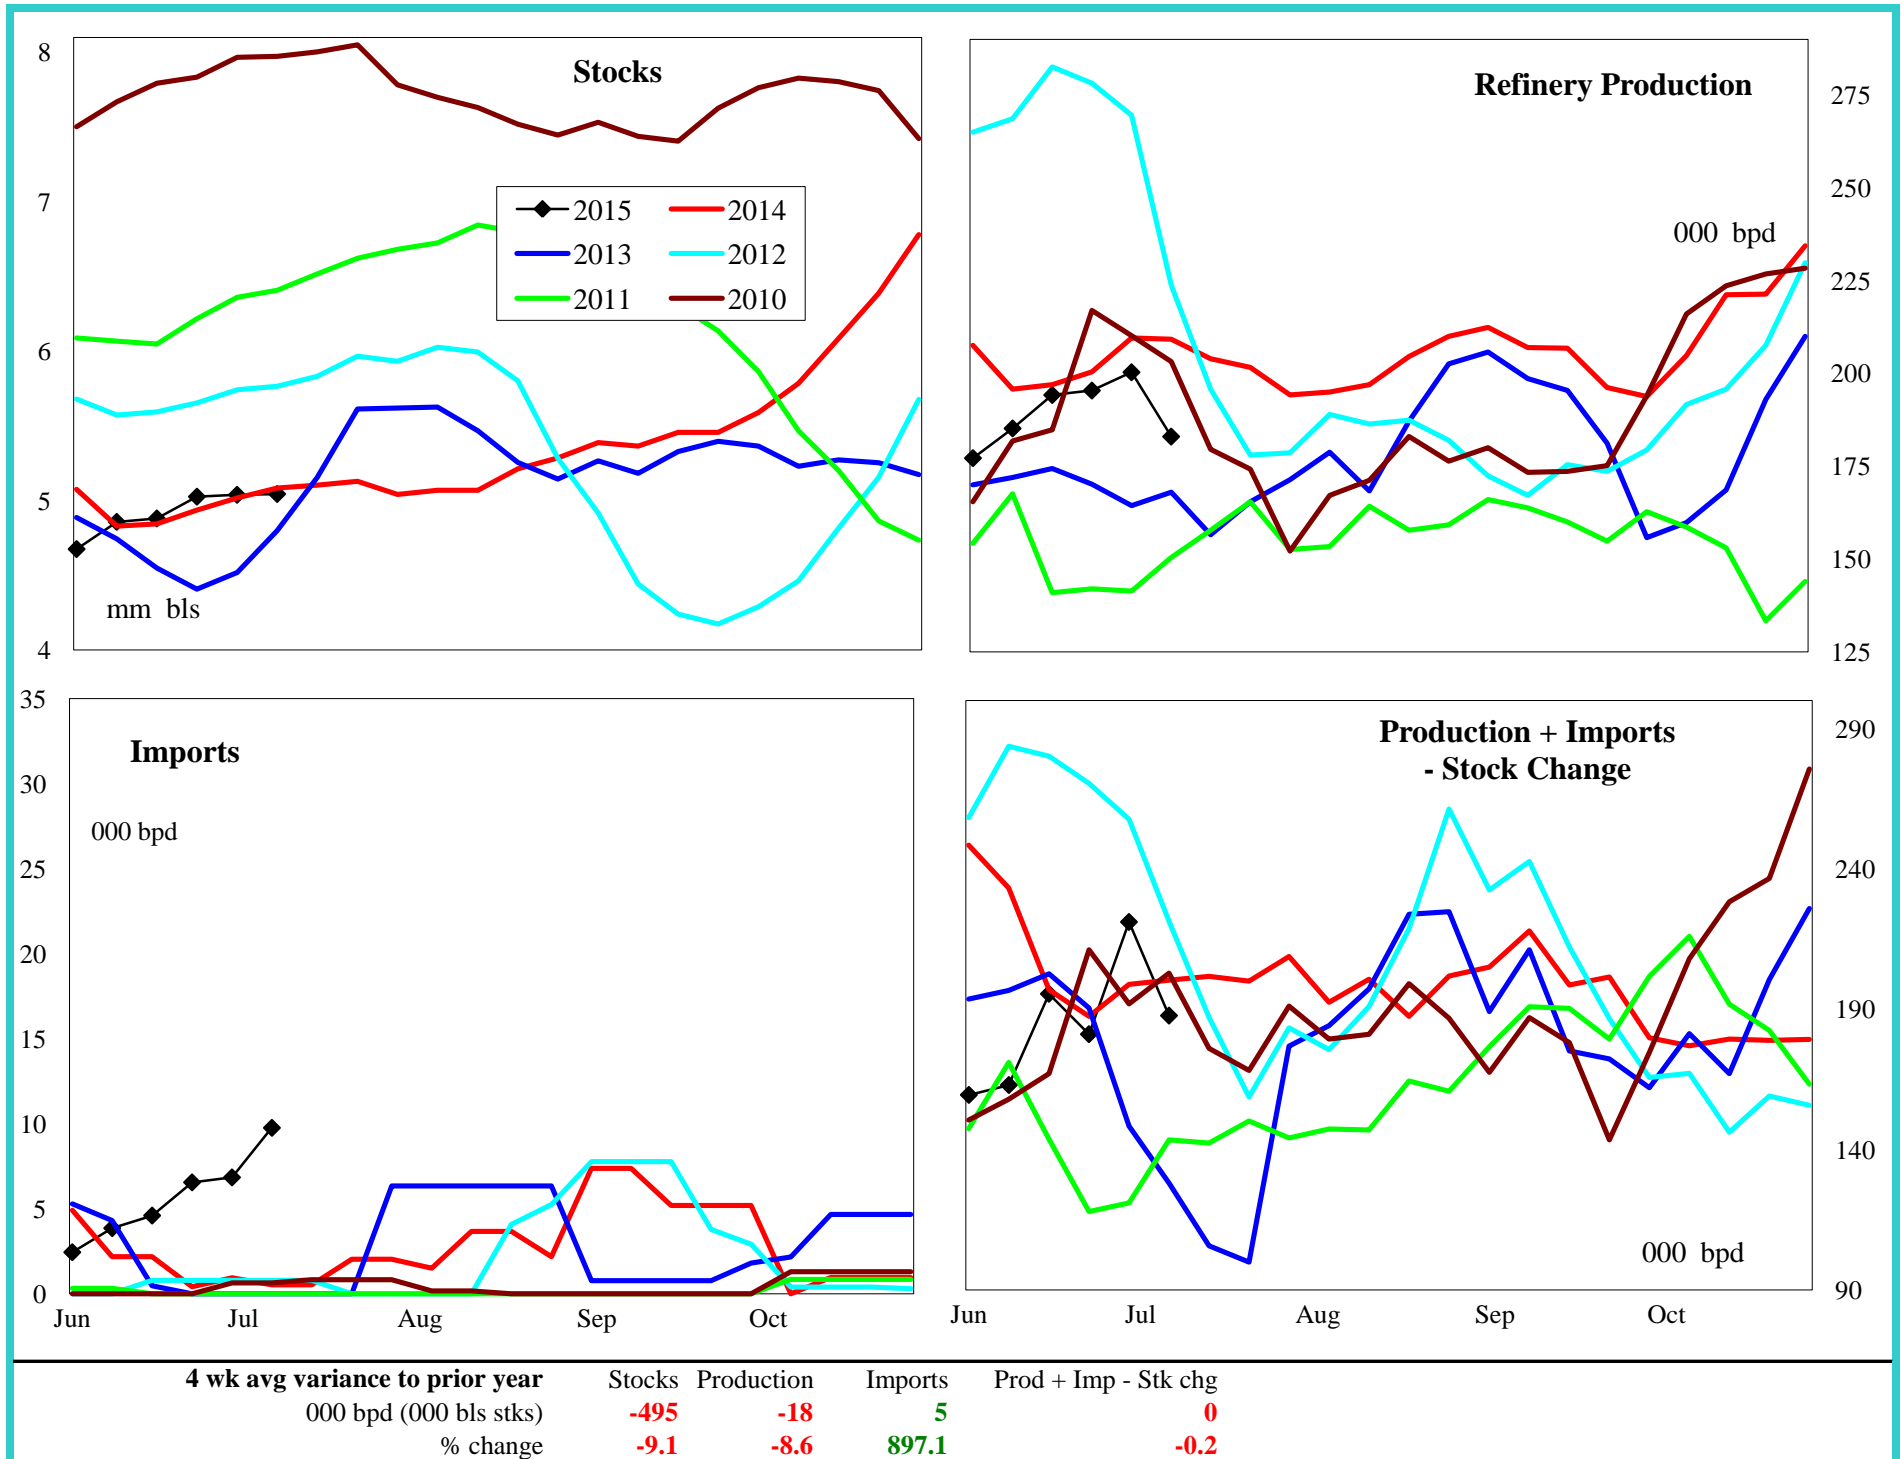 Stocks
8
7
6
5
4
mm bls
2015 2014
2013 2012
2011 2010
Refinery Production
000 bpd
275
250
225
200
175
150
125
Imports
000 bpd
35
30
25
20
15
10
5
0
Jun Jul Aug Sep Oct
Production + Imports
- Stock Change
000 bpd
290
240
190
140
90
Jun Jul Aug Sep Oct
4 wk avg variance to prior year Stocks Production Imports Prod + Imp - Stk chg
000 bpd (000 bls stks) -495 -18 5 0
% change -9.1 -8.6 897.1 -0.2